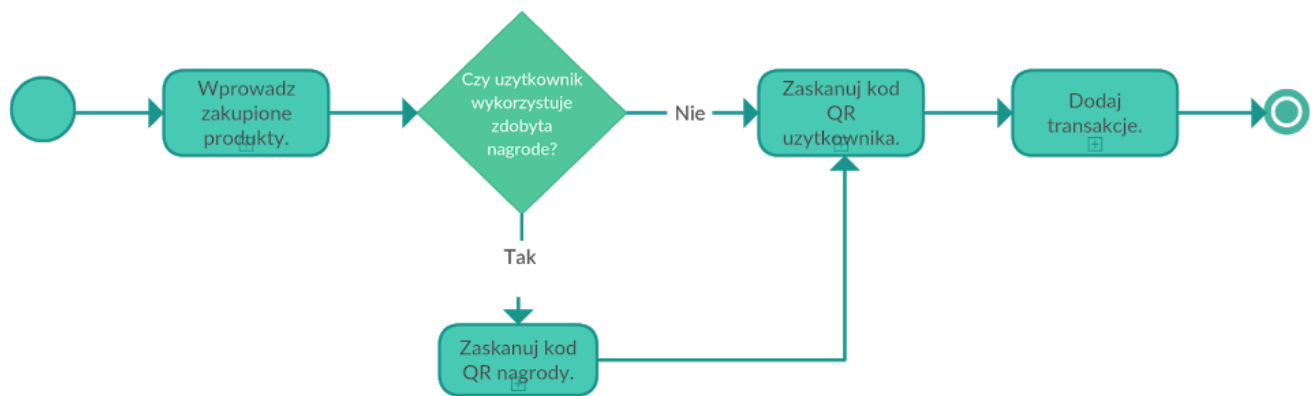 Wprowadz
zakupione
produkty.
Czy uzytkownik
wykorzystuje
zdobyta
nagrode?
Nie
Zaskanuj kod
QR
uzytkownika.
Dodaj
transakcje.
Tak
Zaskanuj kod
QR nagrody.